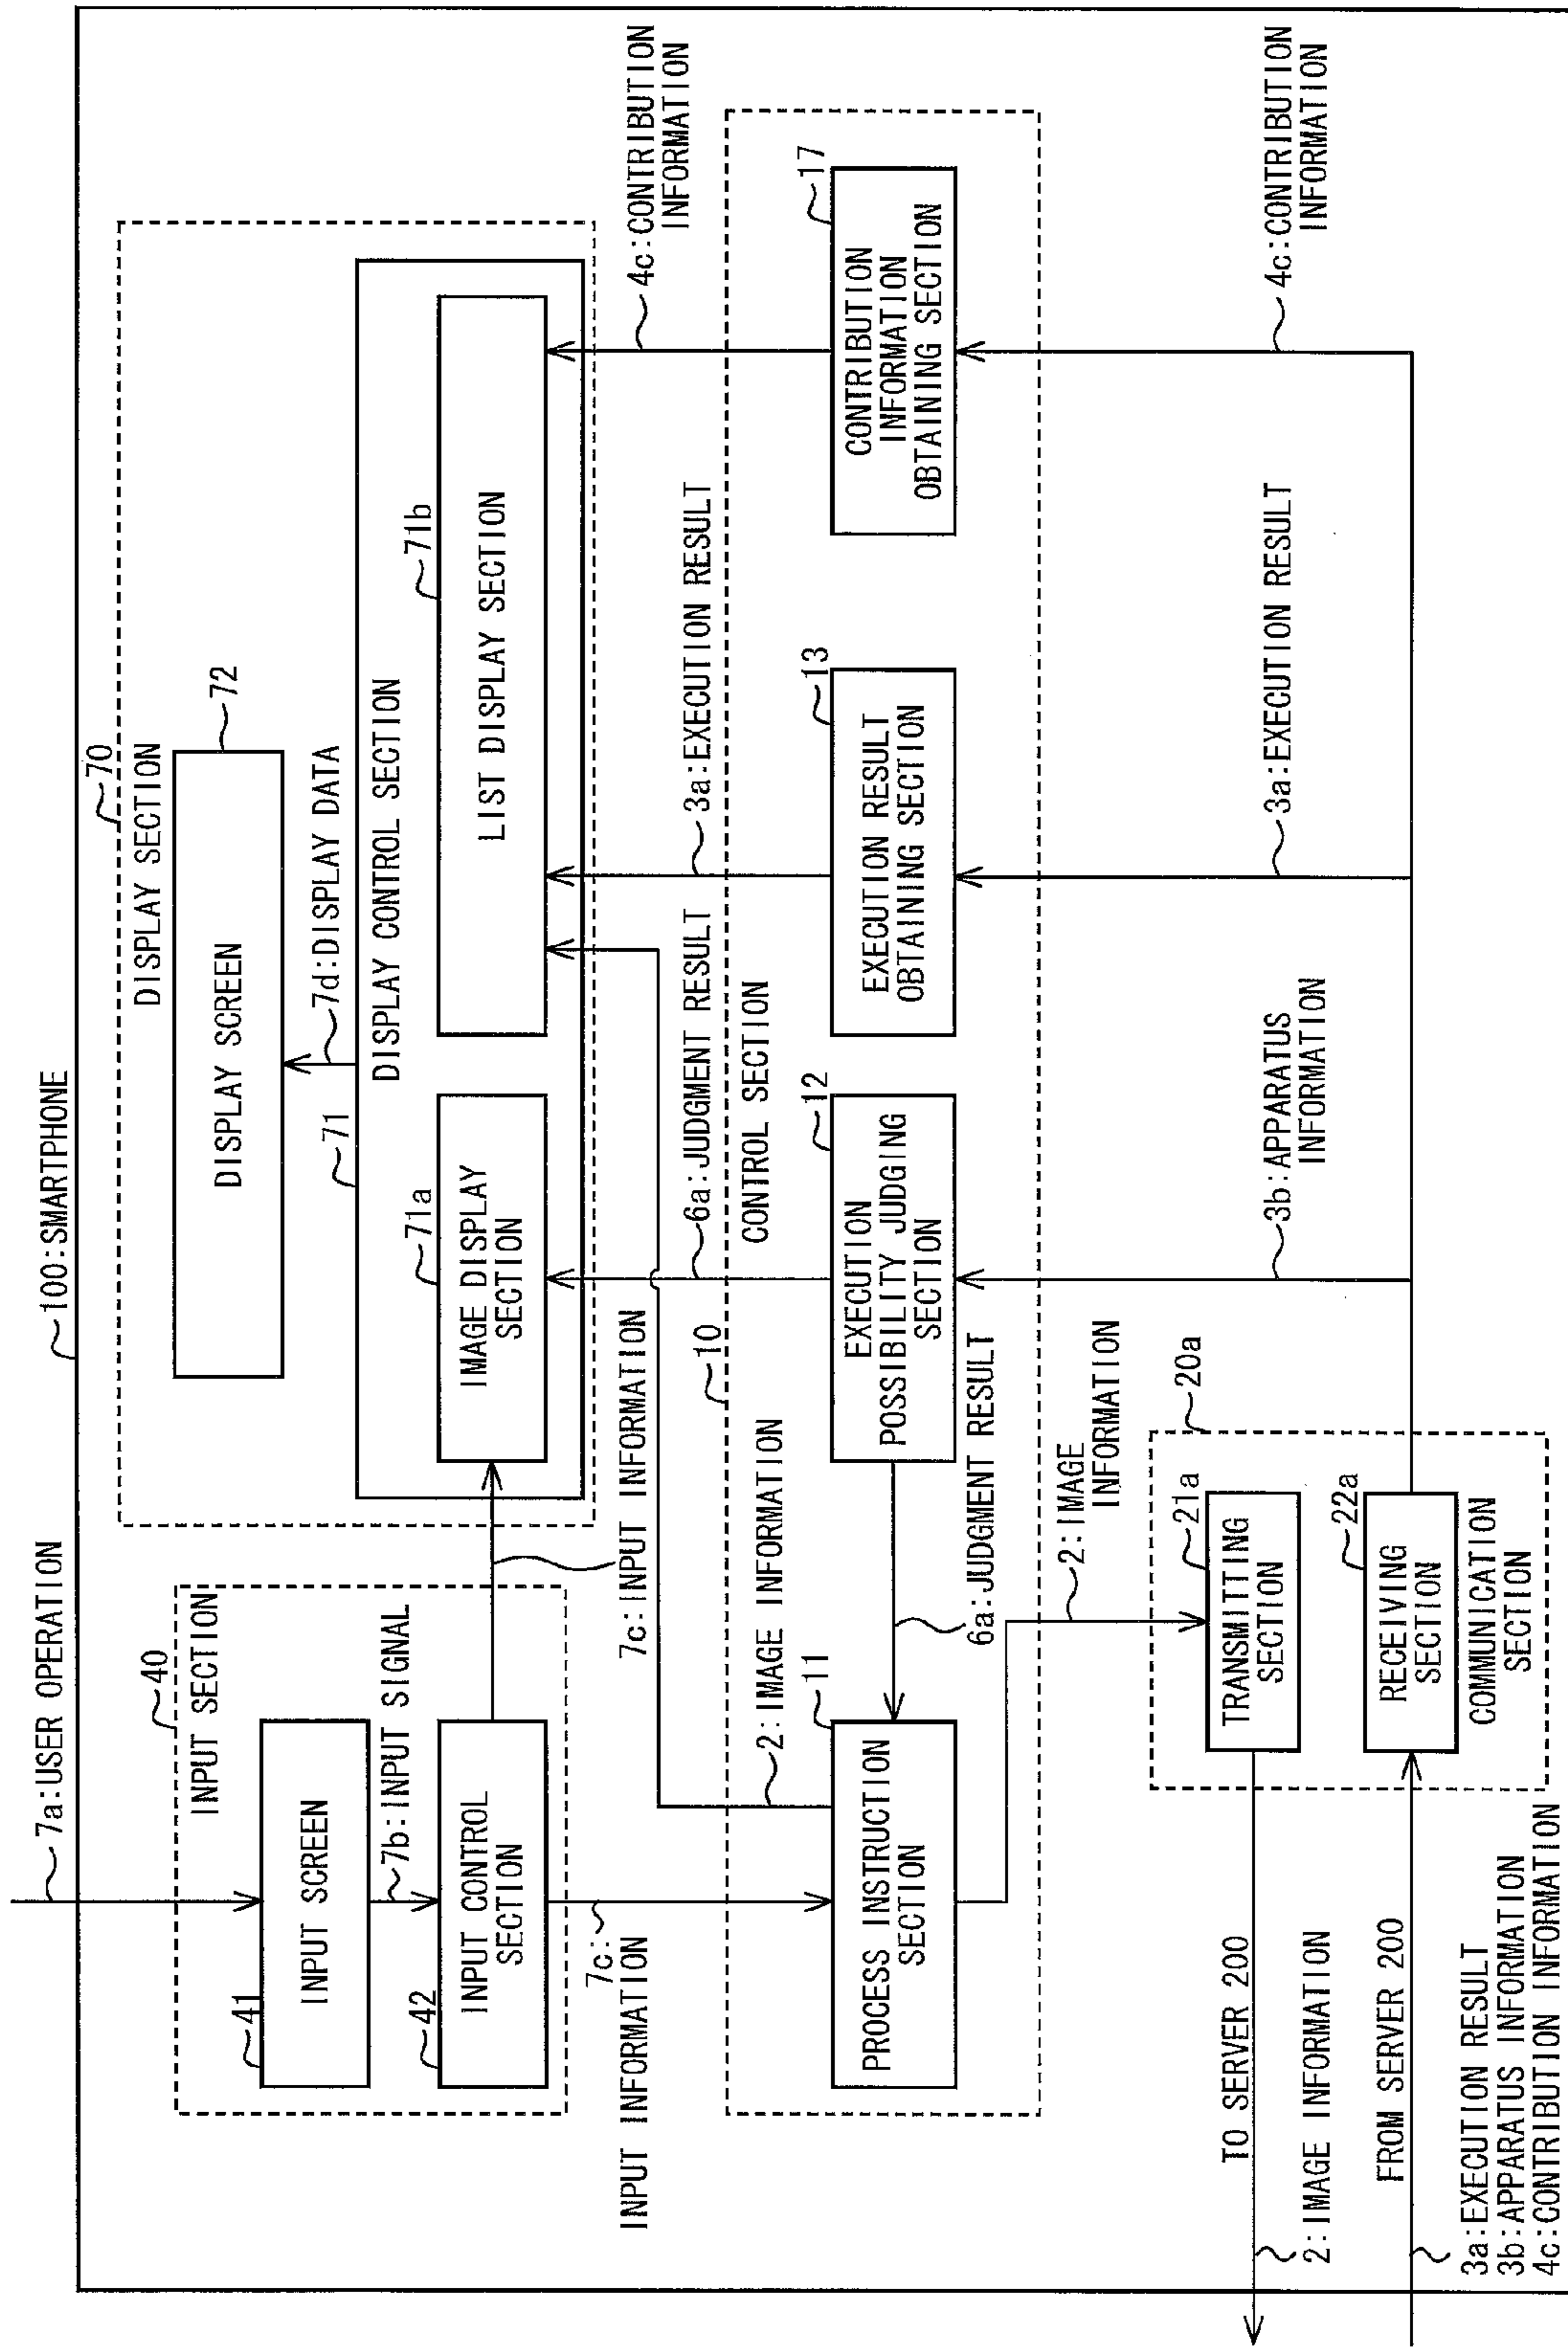 100:SMARTPHONE
7a:USER OPERATION
40
INPUT SECTION
41
INPUT SCREEN
7b:INPUT SIGNAL
42
INPUT CONTROL
SECTION
7c:
INPUT INFORMATION
7c:INPUT INFORMATION
70
DISPLAY SECTION
72
DISPLAY SCREEN
7d:DISPLAY DATA
71
DISPLAY CONTROL SECTION
71a
IMAGE DISPLAY
SECTION
71b
LIST DISPLAY SECTION
6a:JUDGMENT RESULT
3a:EXECUTION RESULT
4c:CONTRIBUTION
INFORMATION
10
CONTROL SECTION
2:IMAGE INFORMATION
11
PROCESS INSTRUCTION
SECTION
12
EXECUTION
POSSIBILITY JUDGING
SECTION
13
EXECUTION RESULT
OBTAINING SECTION
17
CONTRIBUTION
INFORMATION
OBTAINING SECTION
6a:JUDGMENT RESULT
2:IMAGE
INFORMATION
3b:APPARATUS
INFORMATION
3a:EXECUTION RESULT
4c:CONTRIBUTION
INFORMATION
20a
21a
TRANSMITTING
SECTION
22a
RECEIVING
SECTION
COMMUNICATION
SECTION
TO SERVER 200
2:IMAGE INFORMATION
FROM SERVER 200
3a:EXECUTION RESULT
3b:APPARATUS INFORMATION
4c:CONTRIBUTION INFORMATION